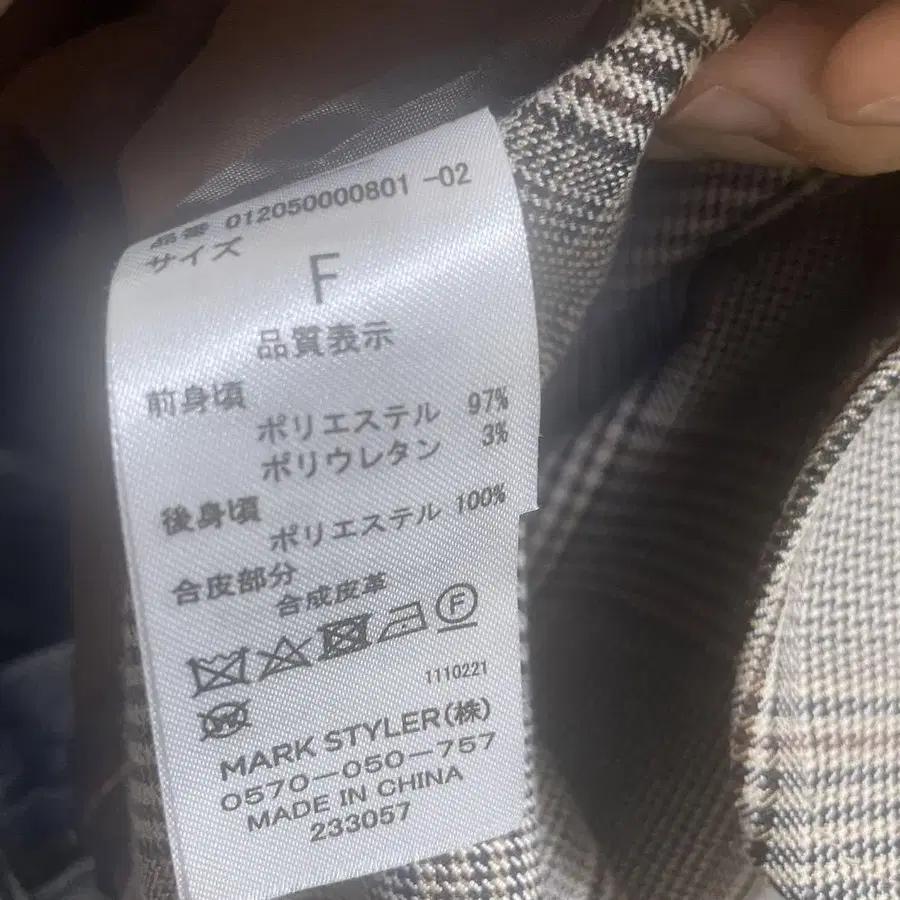 品番 012050000801 -02
サイズ
F
品質表示
前身頃
ポリエステル 97%
ポリウレタン 3%
後身頃
ポリエステル 100%
合皮部分
合成皮革
F
1110221
W
MARK STYLER(株)
0570-050-757
MADE IN CHINA
233057